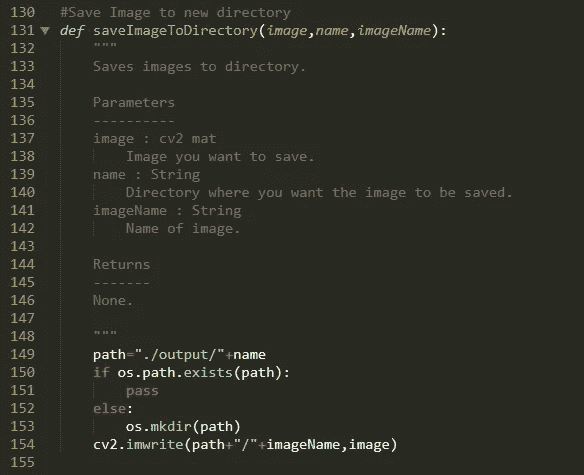 130 #Save Image to new directory
131 def saveImageToDirectory(image,name,imageName):
132     """
133     Saves images to directory.
134
135     Parameters
136     ----------
137     image : cv2 mat
138         Image you want to save.
139     name : String
140         Directory where you want the image to be saved.
141     imageName : String
142         Name of image.
143
144     Returns
145     -------
146     None.
147
148     """
149     path="./output/"+name
150     if os.path.exists(path):
151         pass
152     else:
153         os.mkdir(path)
154     cv2.imwrite(path+"/"+imageName,image)
155